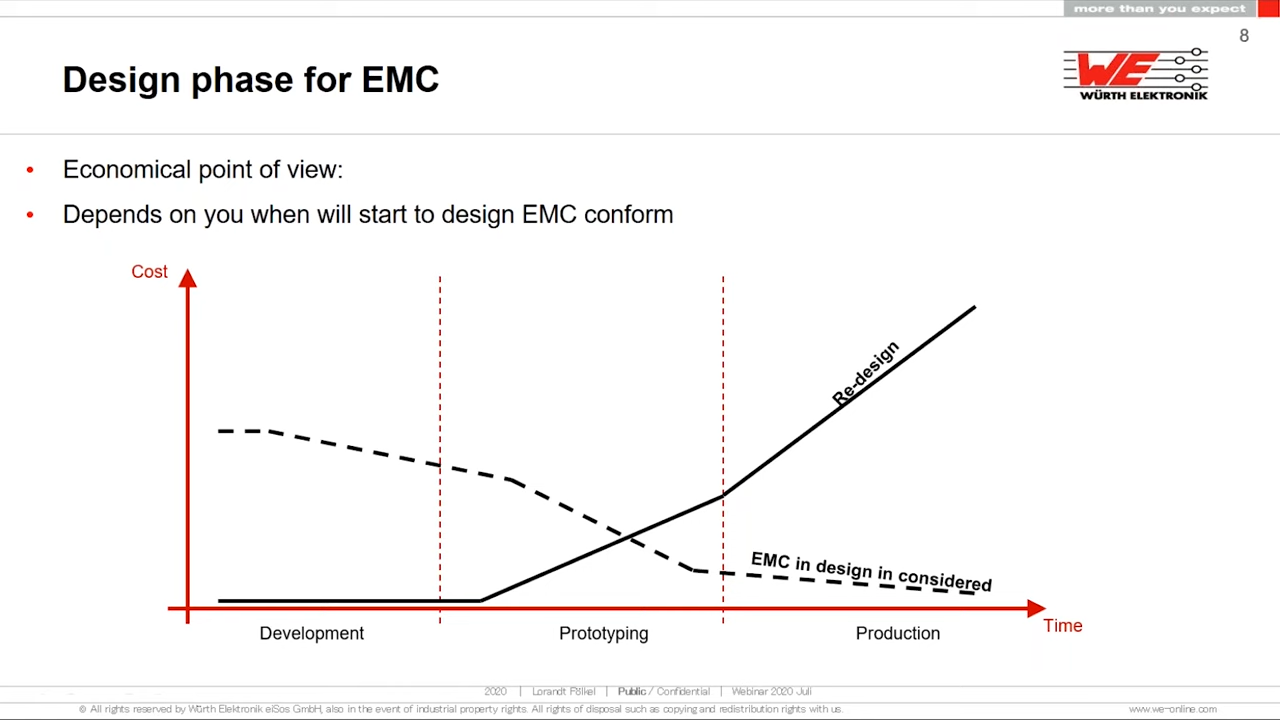 more than you expect
8
Design phase for EMC
WE
WÜRTH ELEKTRONIK
• Economical point of view:
• Depends on you when will start to design EMC conform
Cost
Re-design
EMC in design in considered
Time
Development Prototyping Production
2020 | Lorandt Fölkel | Public / Confidential | Webinar 2020 Juli
© All rights reserved by Würth Elektronik eiSos GmbH, also in the event of industrial property rights. All rights of disposal such as copying and redistribution rights with us. www.we-online.com